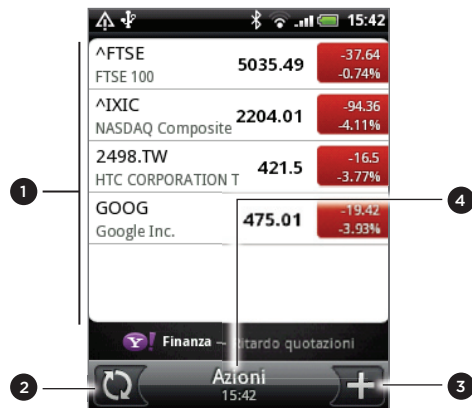 15:42
^FTSE 5035.49 -37.64
FTSE 100 -0.74%
^IXIC 2204.01 -94.36
NASDAQ Composite -4.11%
2498.TW 421.5 -16.5
HTC CORPORATION T -3.77%
GOOG 475.01 -19.42
Google Inc. -3.93%
1
4
Y! Finanza – Ritardo quotazioni
2
Azioni
15:42
3